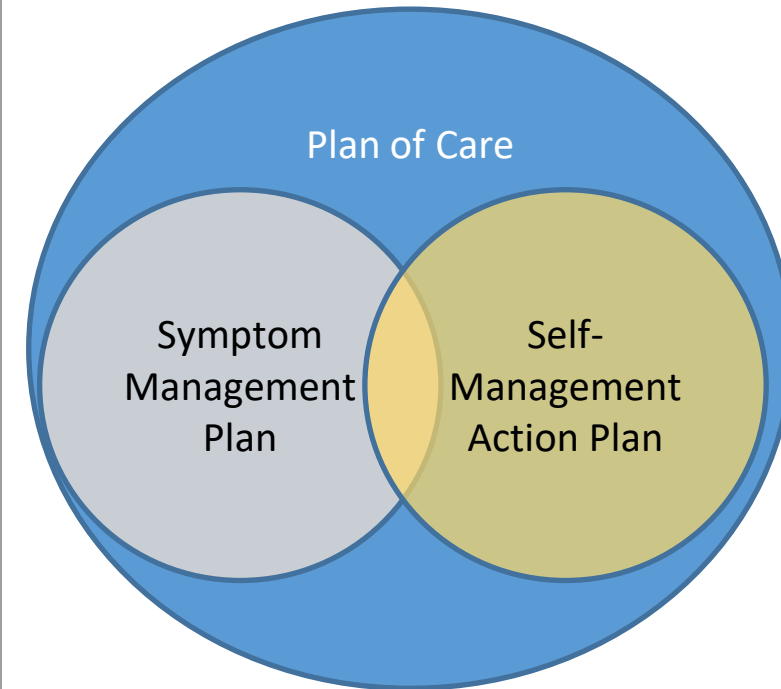 Plan of Care
Symptom
Management
Plan
Self-
Management
Action Plan